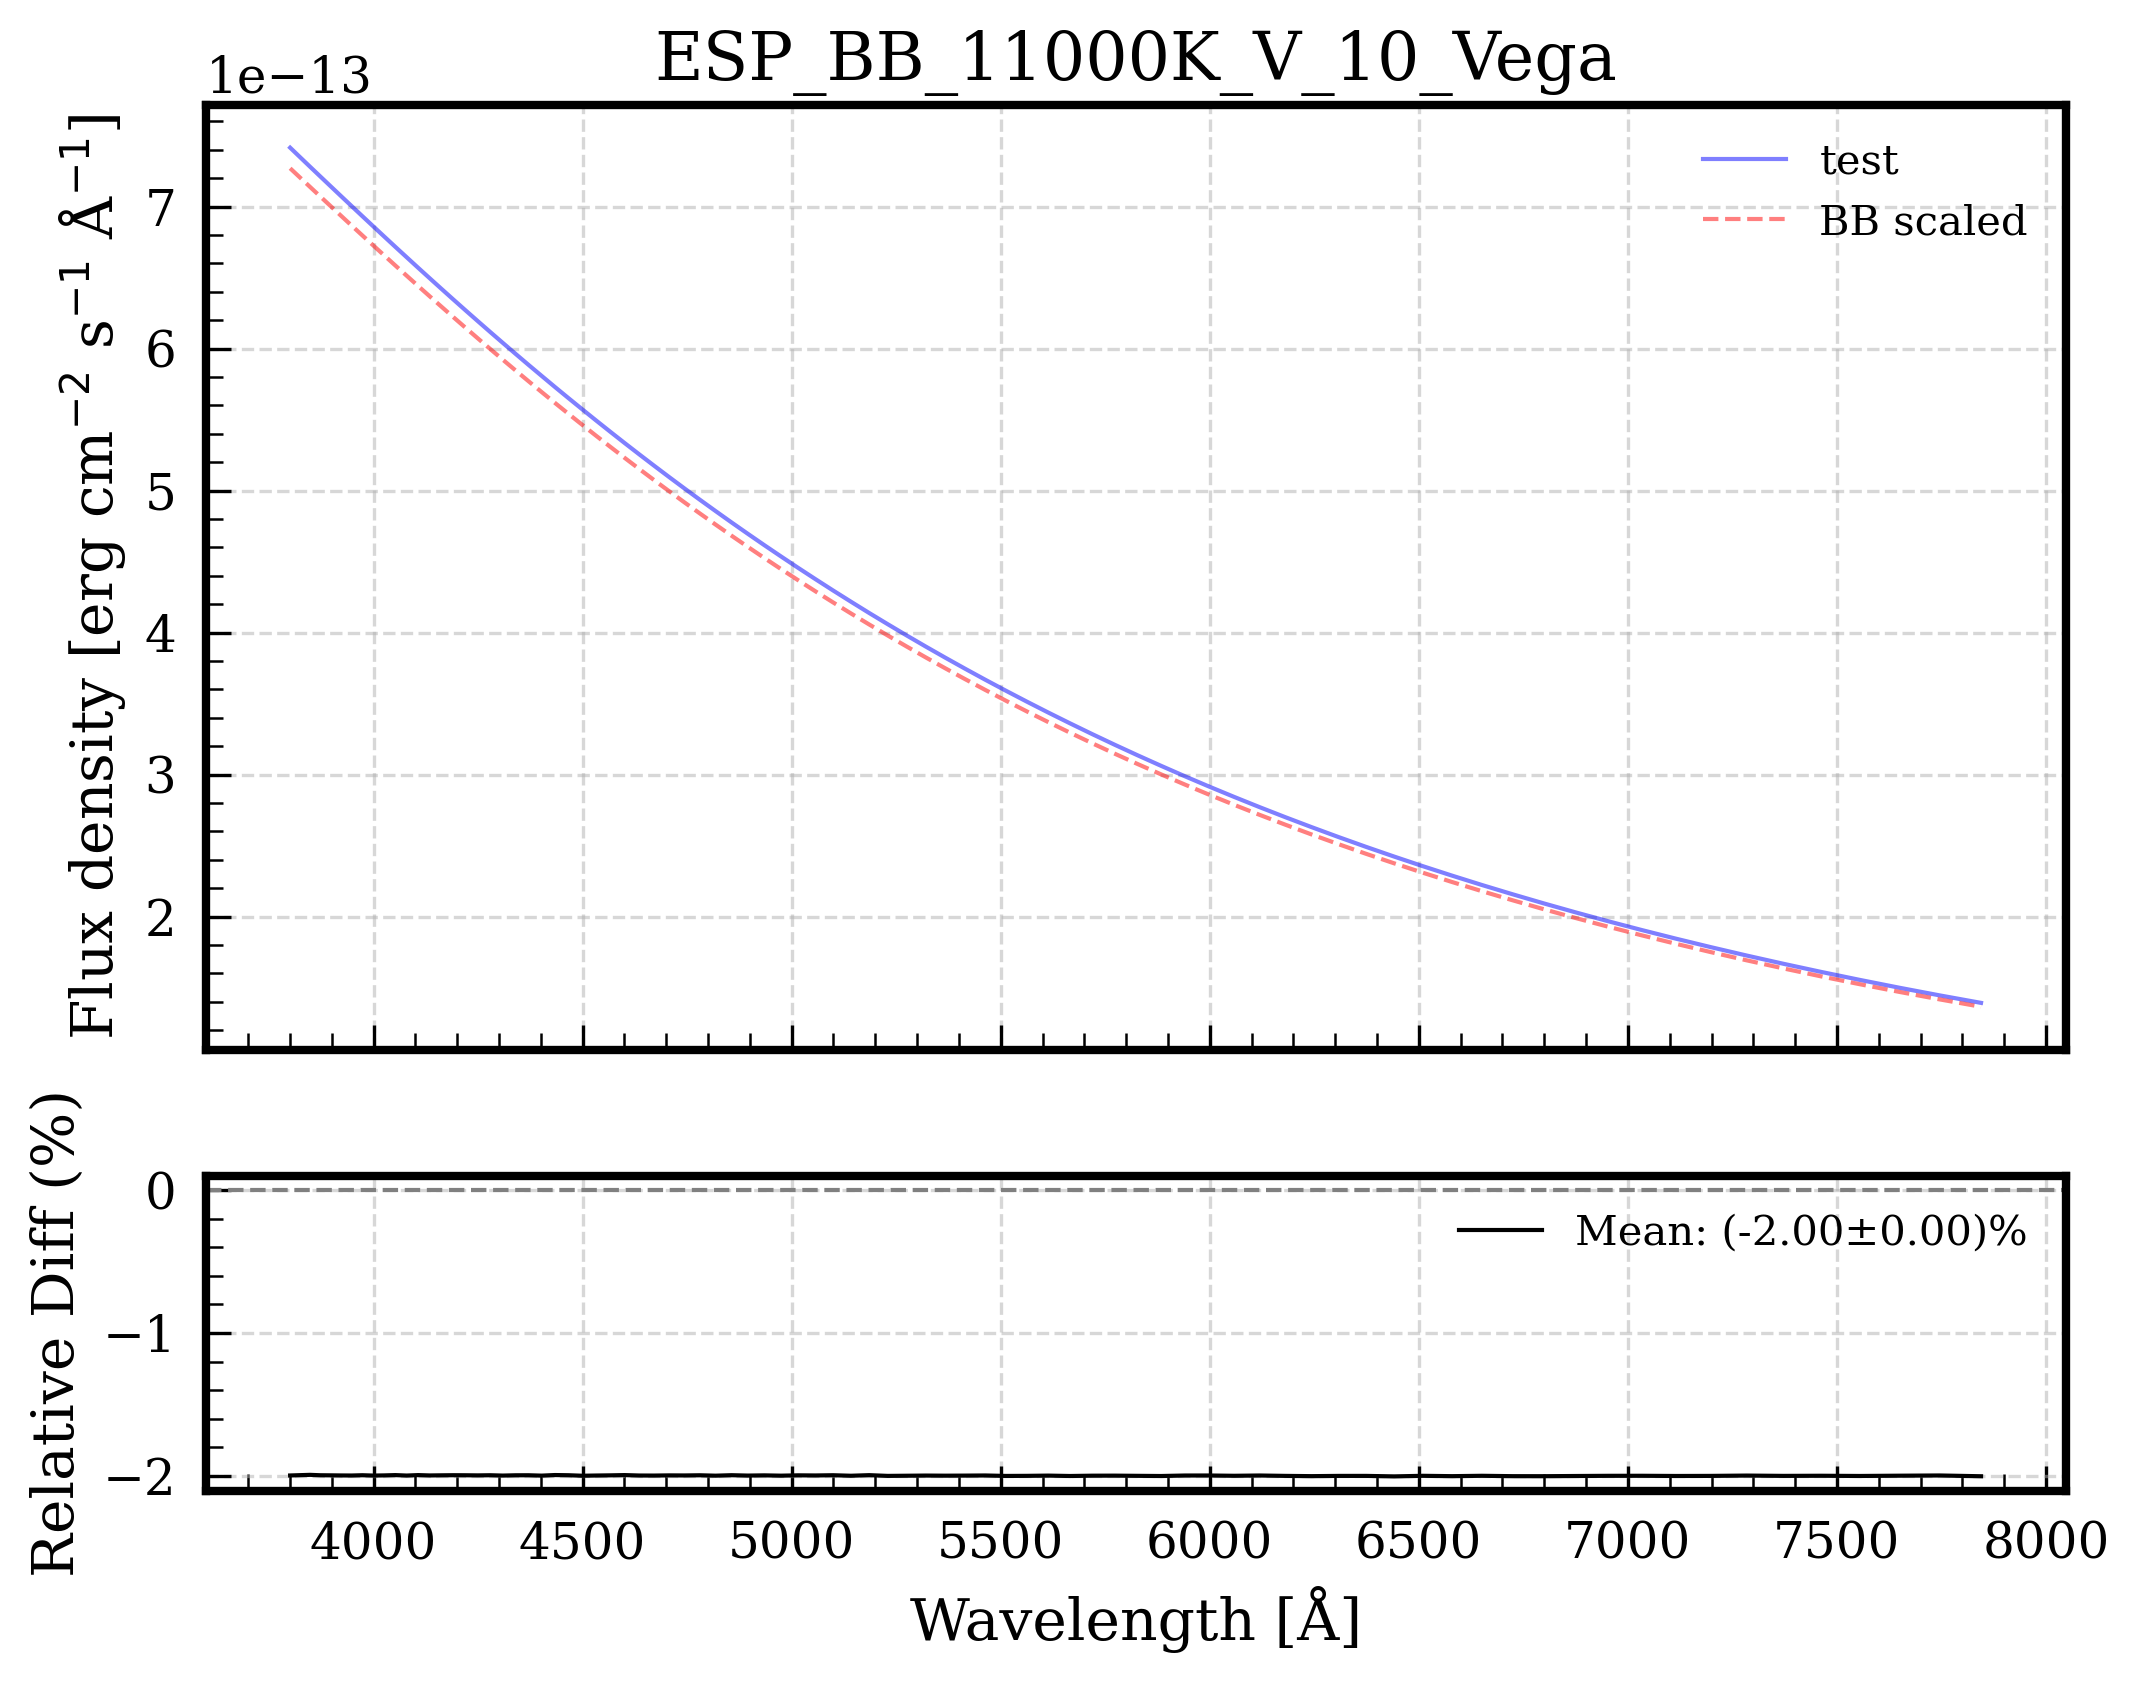 ESP_BB_11000K_V_10_Vega
1e−13
Flux density [erg cm⁻² s⁻¹ Å⁻¹]
7
6
5
4
3
2
test
BB scaled
Relative Diff (%)
0
−1
−2
Mean: (-2.00±0.00)%
4000 4500 5000 5500 6000 6500 7000 7500 8000
Wavelength [Å]